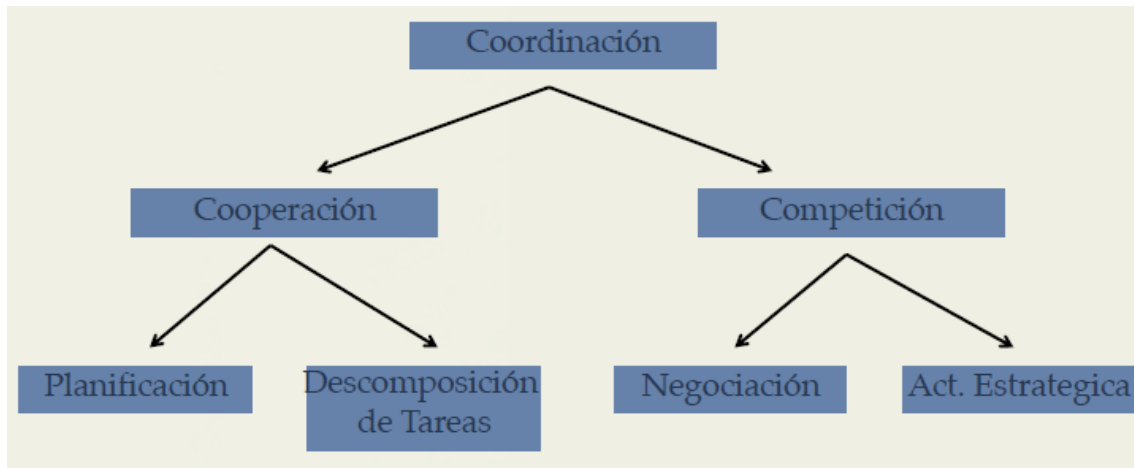 Coordinación
Cooperación
Competición
Planificación
Descomposición
de Tareas
Negociación
Act. Estrategica